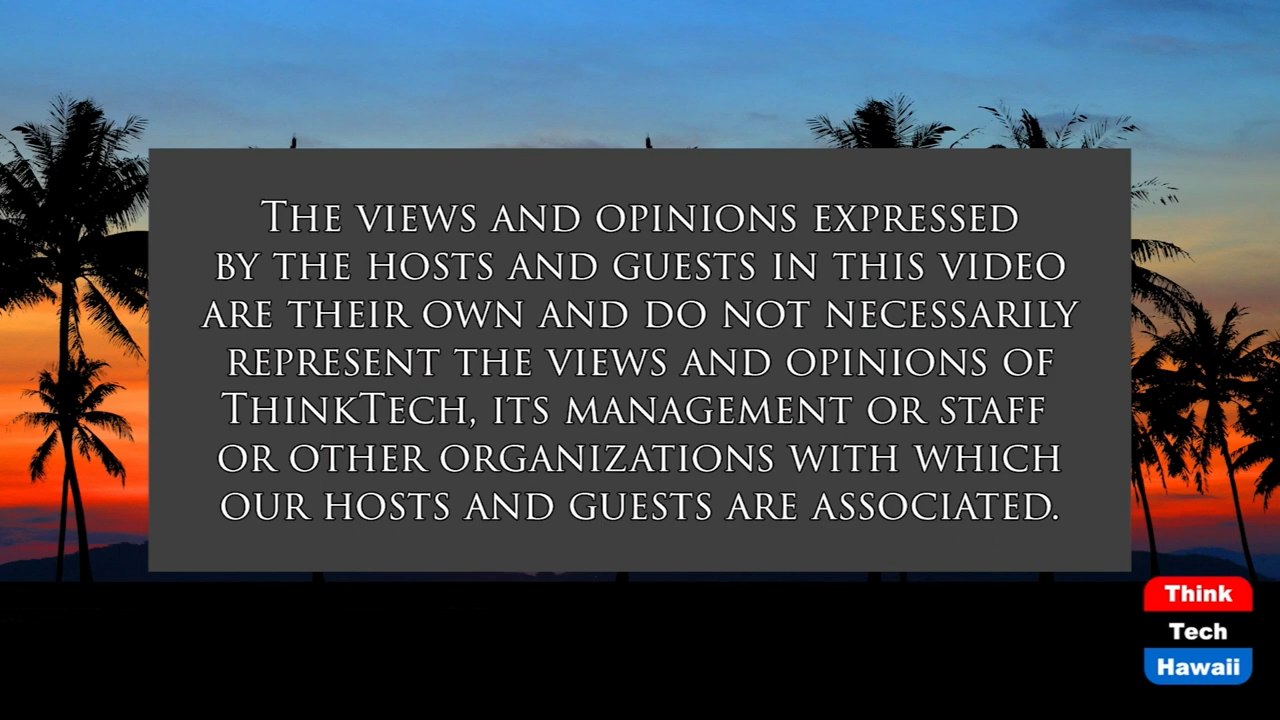 The views and opinions expressed
by the hosts and guests in this video
are their own and do not necessarily
represent the views and opinions of
ThinkTech, its management or staff
or other organizations with which
our hosts and guests are associated.
Think
Tech
Hawaii